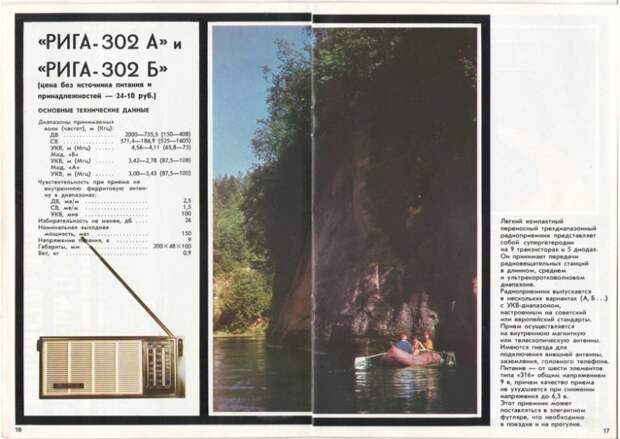 «РИГА-302 А» и
«РИГА-302 Б»
(цена без источника питания и
принадлежностей — 24-10 руб.)
ОСНОВНЫЕ ТЕХНИЧЕСКИЕ ДАННЫЕ
Диапазоны принимаемых
волн (частот), м (Кгц):
ДВ .......... 2000—735,5 (150—408)
СВ .......... 571,4—186,9 (525—1605)
УКВ, м (Мгц) ...... 4,56—4,11 (65,8—73)
Мод. «Б»
УКВ, м (Мгц) ...... 3,42—2,78 (87,5—108)
Мод. «А»
УКВ, м (Мгц) ...... 3,00—3,43 (87,5—100)
Чувствительность при приеме на
внутреннюю ферритовую антен-
ну в диапазонах:
ДВ, мв/м .......... 2,5
СВ, мв/м .......... 1,5
УКВ, мкв .......... 100
Избирательность не менее, дб .. 26
Номинальная выходная
мощность, мвт .......... 150
Напряжение питания, в ...... 9
Габариты, мм .......... 200×48×100
Вес, кг .......... 0,9
Легкий компактный
переносный трехдиапазонный
радиоприемник представляет
собой супергетеродин
на 9 транзисторах и 5 диодах.
Он принимает передачи
радиовещательных станций
в длинном, среднем
и ультракоротковолновом
диапазоне.
Радиоприемник выпускается
в нескольких вариантах (А, Б...)
с УКВ-диапазоном,
настроенным на советский
или европейский стандарты.
Прием осуществляется
на внутреннюю магнитную
или телескопическую антенны.
Имеются гнезда для
подключения внешней антенны,
заземления, головного телефона.
Питание — от шести элементов
типа «316» общим напряжением
9 в, причем качество приема
не ухудшается при снижении
напряжения до 6,3 в.
Этот приемник может
поставляться в элегантном
футляре, что необходимо
в поездке и на прогулке.
16
17